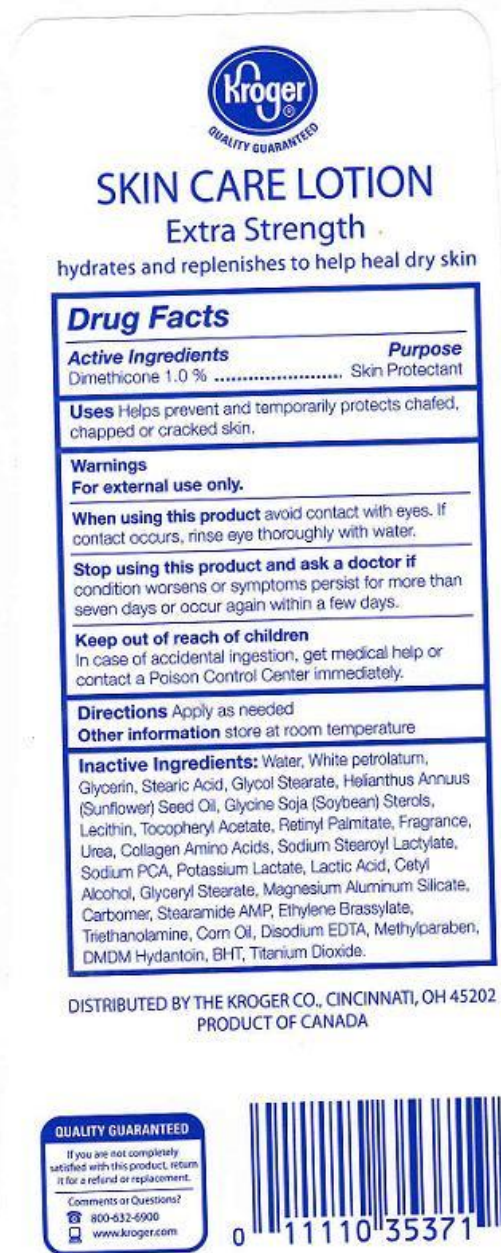 Kroger®
QUALITY GUARANTEED
SKIN CARE LOTION
Extra Strength
hydrates and replenishes to help heal dry skin
Drug Facts
Active Ingredients Purpose
Dimethicone 1.0 % ........................ Skin Protectant
Uses Helps prevent and temporarily protects chafed,
chapped or cracked skin.
Warnings
For external use only.
When using this product avoid contact with eyes. If
contact occurs, rinse eye thoroughly with water.
Stop using this product and ask a doctor if
condition worsens or symptoms persist for more than
seven days or occur again within a few days.
Keep out of reach of children
In case of accidental ingestion, get medical help or
contact a Poison Control Center immediately.
Directions Apply as needed
Other information store at room temperature
Inactive Ingredients: Water, White petrolatum,
Glycerin, Stearic Acid, Glycol Stearate, Helianthus Annuus
(Sunflower) Seed Oil, Glycine Soja (Soybean) Sterols,
Lecithin, Tocopheryl Acetate, Retinyl Palmitate, Fragrance,
Urea, Collagen Amino Acids, Sodium Stearoyl Lactylate,
Sodium PCA, Potassium Lactate, Lactic Acid, Cetyl
Alcohol, Glyceryl Stearate, Magnesium Aluminum Silicate,
Carbomer, Stearamide AMP, Ethylene Brassylate,
Triethanolamine, Corn Oil, Disodium EDTA, Methylparaben,
DMDM Hydantoin, BHT, Titanium Dioxide.
DISTRIBUTED BY THE KROGER CO., CINCINNATI, OH 45202
PRODUCT OF CANADA
QUALITY GUARANTEED
If you are not completely
satisfied with this product, return
it for a refund or replacement.
Comments or Questions?
800-632-6900
www.kroger.com
0 11110 35371